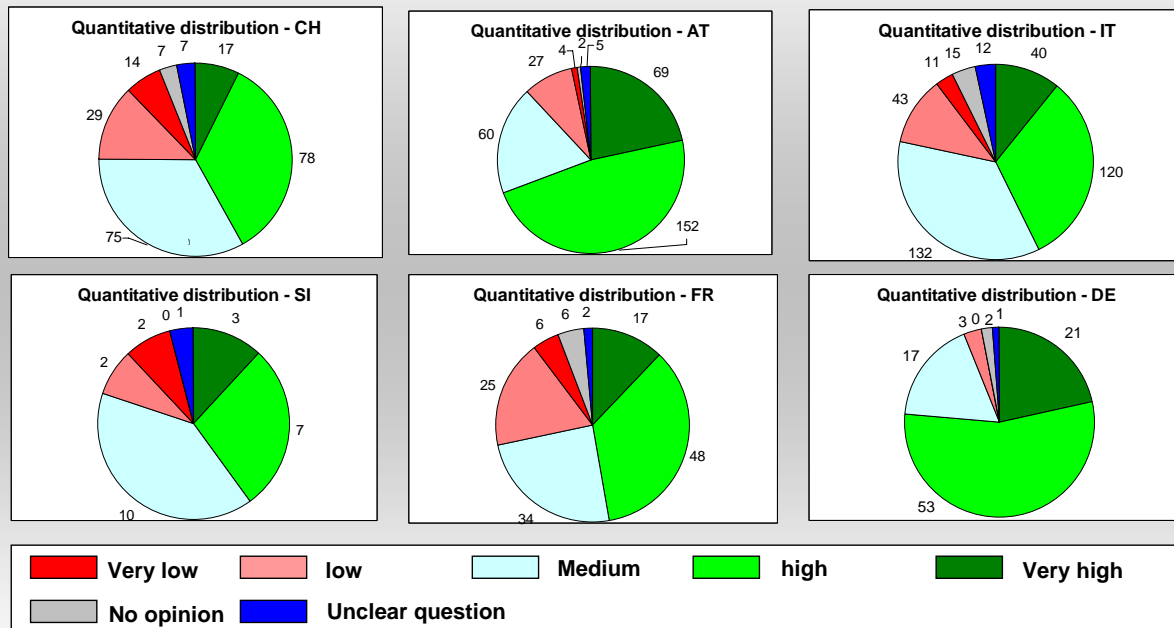 Quantitative distribution - CH
7 7 17
14
29
78
75
Quantitative distribution - AT
2 5
4
27
69
60
152
Quantitative distribution - IT
15 12 40
11
43
120
132
Quantitative distribution - SI
0 1 3
2
2
7
10
Quantitative distribution - FR
6 2 17
6
25
48
34
Quantitative distribution - DE
3 0 2 1
21
17
53
Very low low Medium high Very high
No opinion Unclear question